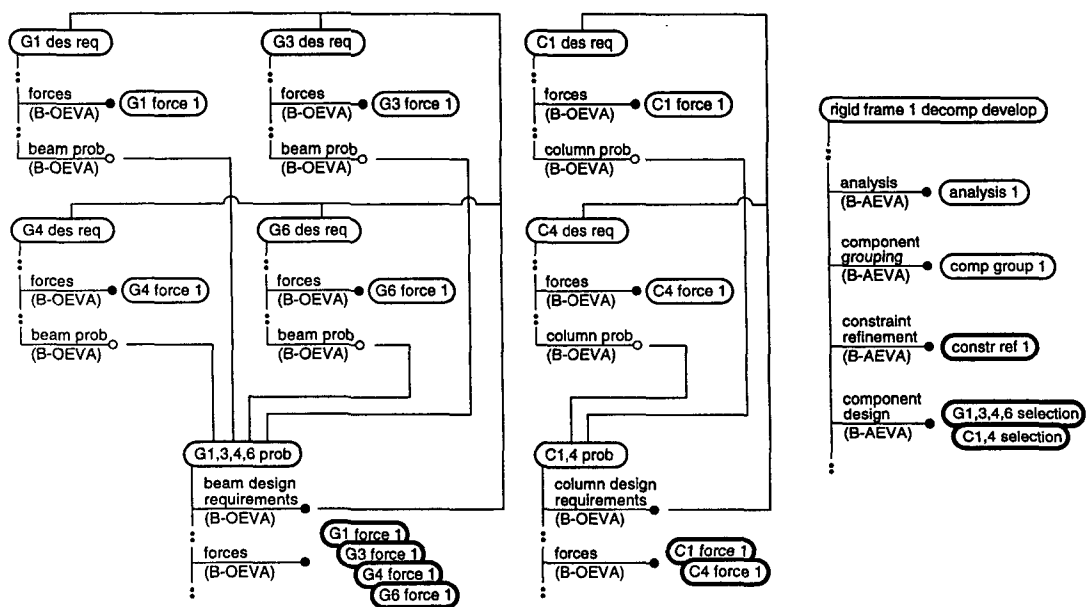 G1 des req
forces
(B-OEVA)
G1 force 1
beam prob
(B-OEVA)
G3 des req
forces
(B-OEVA)
G3 force 1
beam prob
(B-OEVA)
G4 des req
forces
(B-OEVA)
G4 force 1
beam prob
(B-OEVA)
G6 des req
forces
(B-OEVA)
G6 force 1
beam prob
(B-OEVA)
G1,3,4,6 prob
beam design
requirements
(B-OEVA)
forces
(B-OEVA)
G1 force 1
G3 force 1
G4 force 1
G6 force 1
C1 des req
forces
(B-OEVA)
C1 force 1
column prob
(B-OEVA)
C4 des req
forces
(B-OEVA)
C4 force 1
column prob
(B-OEVA)
C1,4 prob
column design
requirements
(B-OEVA)
forces
(B-OEVA)
C1 force 1
C4 force 1
rigid frame 1 decomp develop
analysis
(B-AEVA)
analysis 1
component
grouping
(B-AEVA)
comp group 1
constraint
refinement
(B-AEVA)
constr ref 1
component
design
(B-AEVA)
G1,3,4,6 selection
C1,4 selection